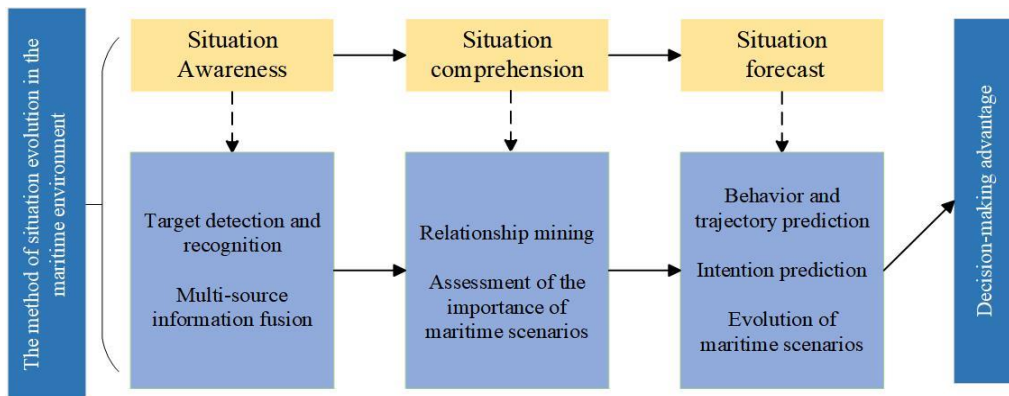 The method of situation evolution in the
maritime environment
Situation
Awareness
Situation
comprehension
Situation
forecast
Target detection and
recognition
Multi-source
information fusion
Relationship mining
Assessment of the
importance of
maritime scenarios
Behavior and
trajectory prediction
Intention prediction
Evolution of
maritime scenarios
Decision-making advantage